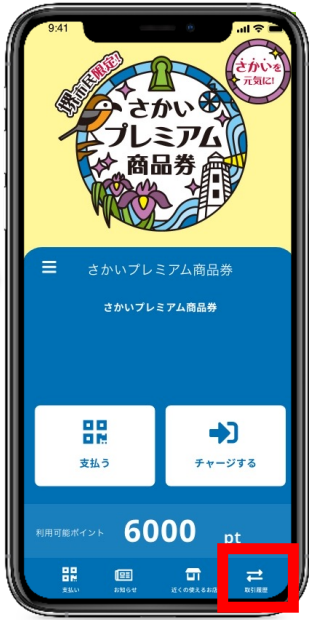 9:41
堺市民限定!
さかいを
元気に!
さかい
プレミアム
商品券
さかいプレミアム商品券
さかいプレミアム商品券
支払う
チャージする
利用可能ポイント 6000 pt
支払い
お知らせ
近くの使えるお店
取引履歴